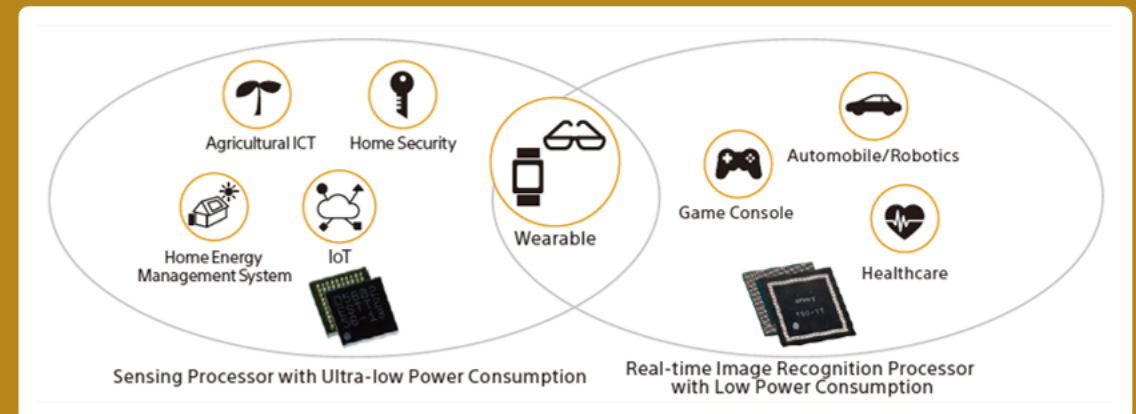 Agricultural ICT
Home Security
Automobile/Robotics
Game Console
Wearable
Home Energy
Management System
IoT
Healthcare
SONY
Sensing Processor with Ultra-low Power Consumption
Real-time Image Recognition Processor
with Low Power Consumption